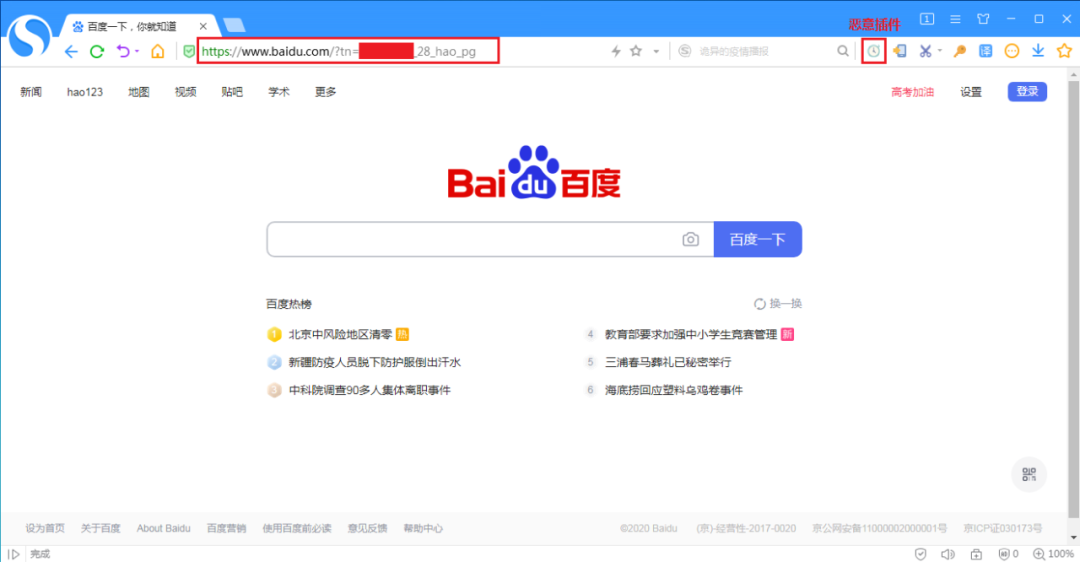 百度一下，你就知道
恶意插件
1
https://www.baidu.com/?tn=
_28_hao_pg
诡异的疫情播报
译
新闻 hao123 地图 视频 贴吧 学术 更多
高考加油 设置 登录
Bai du 百度
百度一下
百度热榜
换一换
1 北京中风险地区清零 热
4 教育部要求加强中小学生竞赛管理 新
2 新疆防疫人员脱下防护服倒出汗水
5 三浦春马葬礼已秘密举行
3 中科院调查90多人集体离职事件
6 海底捞回应塑料乌鸡卷事件
设为首页 关于百度 About Baidu 百度营销 使用百度前必读 意见反馈 帮助中心
©2020 Baidu (京)-经营性-2017-0020 京公网安备11000002000001号 京ICP证030173号
完成
0 100%